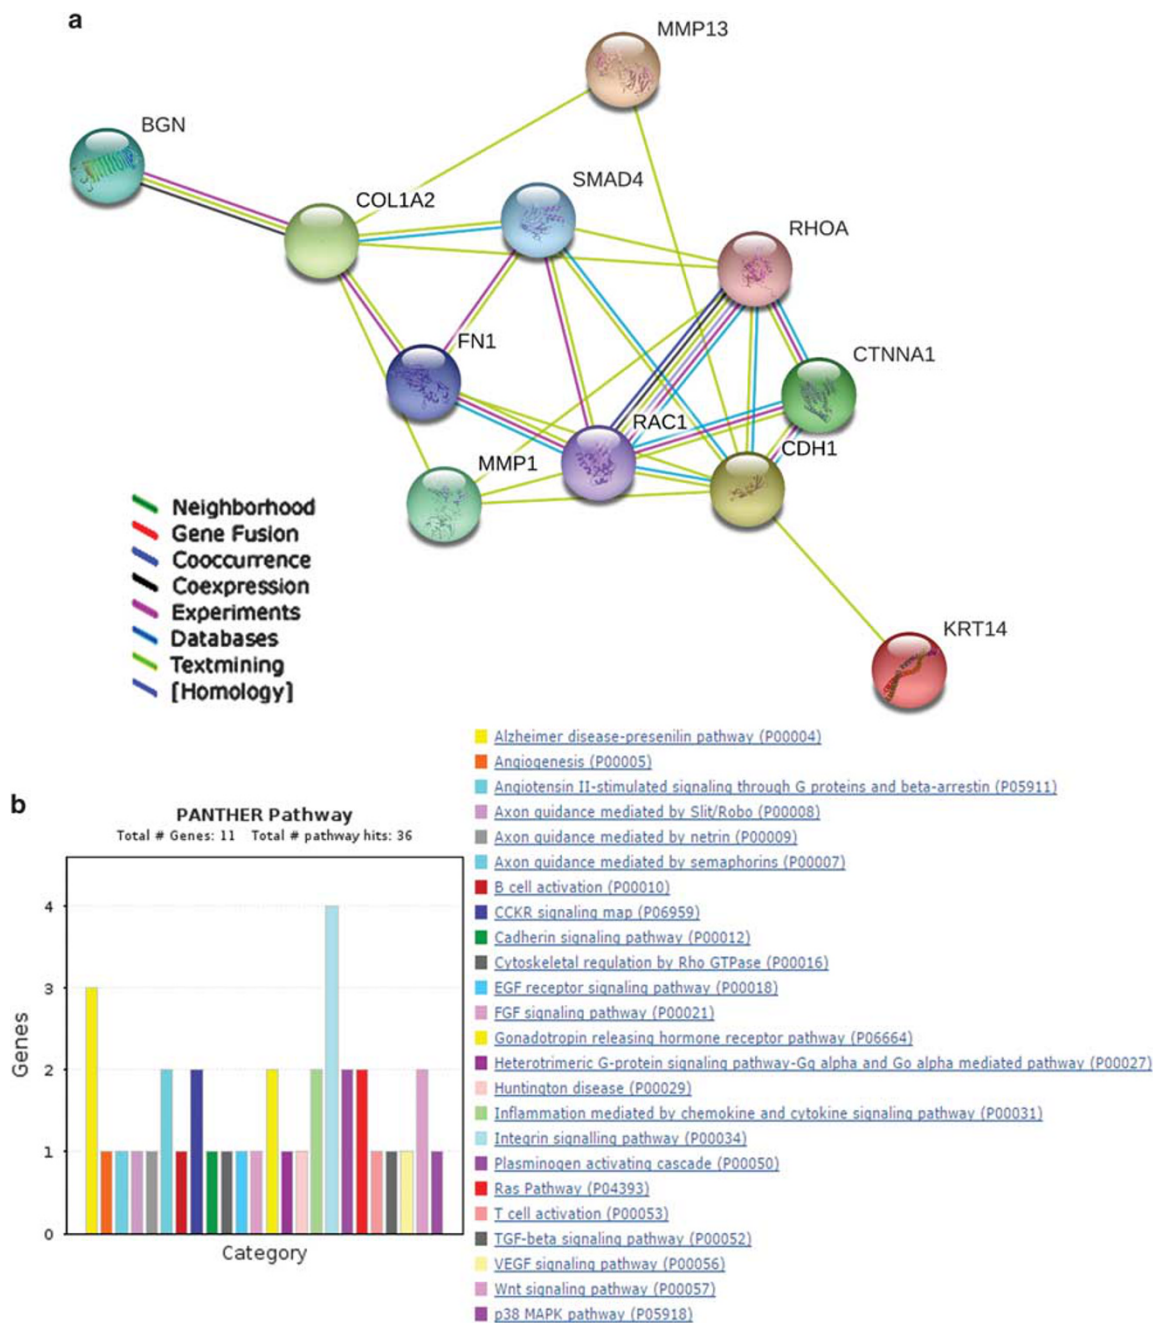 a
MMP13
BGN
SMAD4
COL1A2
RHOA
FN1
CTNNA1
RAC1
CDH1
MMP1
Neighborhood
Gene Fusion
Cooccurrence
Coexpression
Experiments
Databases
Textmining
[Homology]
KRT14
b
PANTHER Pathway
Total # Genes: 11 Total # pathway hits: 36
Genes
4
3
2
1
0
Category
Alzheimer disease-presenilin pathway (P00004)
Angiogenesis (P00005)
Angiotensin II-stimulated signaling through G proteins and beta-arrestin (P05911)
Axon guidance mediated by Slit/Robo (P00008)
Axon guidance mediated by netrin (P00009)
Axon guidance mediated by semaphorins (P00007)
B cell activation (P00010)
CCKR signaling map (P06959)
Cadherin signaling pathway (P00012)
Cytoskeletal regulation by Rho GTPase (P00016)
EGF receptor signaling pathway (P00018)
FGF signaling pathway (P00021)
Gonadotropin releasing hormone receptor pathway (P06664)
Heterotrimeric G-protein signaling pathway-Gq alpha and Go alpha mediated pathway (P00027)
Huntington disease (P00029)
Inflammation mediated by chemokine and cytokine signaling pathway (P00031)
Integrin signalling pathway (P00034)
Plasminogen activating cascade (P00050)
Ras Pathway (P04393)
T cell activation (P00053)
TGF-beta signaling pathway (P00052)
VEGF signaling pathway (P00056)
Wnt signaling pathway (P00057)
p38 MAPK pathway (P05918)